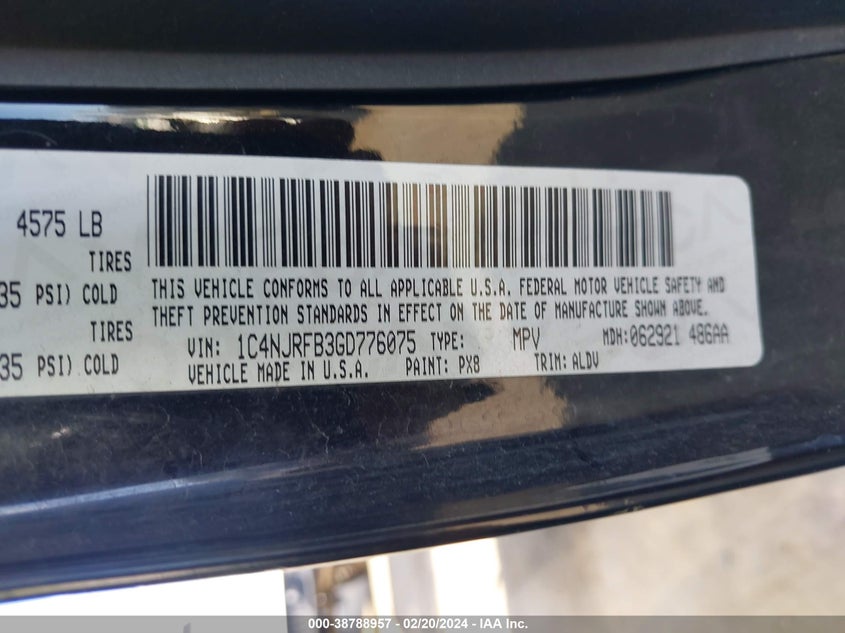 4575 LB
TIRES
35 PSI) COLD
TIRES
35 PSI) COLD
THIS VEHICLE CONFORMS TO ALL APPLICABLE U.S.A. FEDERAL MOTOR VEHICLE SAFETY AND
THEFT PREVENTION STANDARDS IN EFFECT ON THE DATE OF MANUFACTURE SHOWN ABOVE.
VIN: 1C4NJRFB3GD776075 TYPE: MPV MDH:062921 486AA
VEHICLE MADE IN U.S.A. PAINT: PX8 TRIM: ALDV
000-38788957 - 02/20/2024 - IAA Inc.